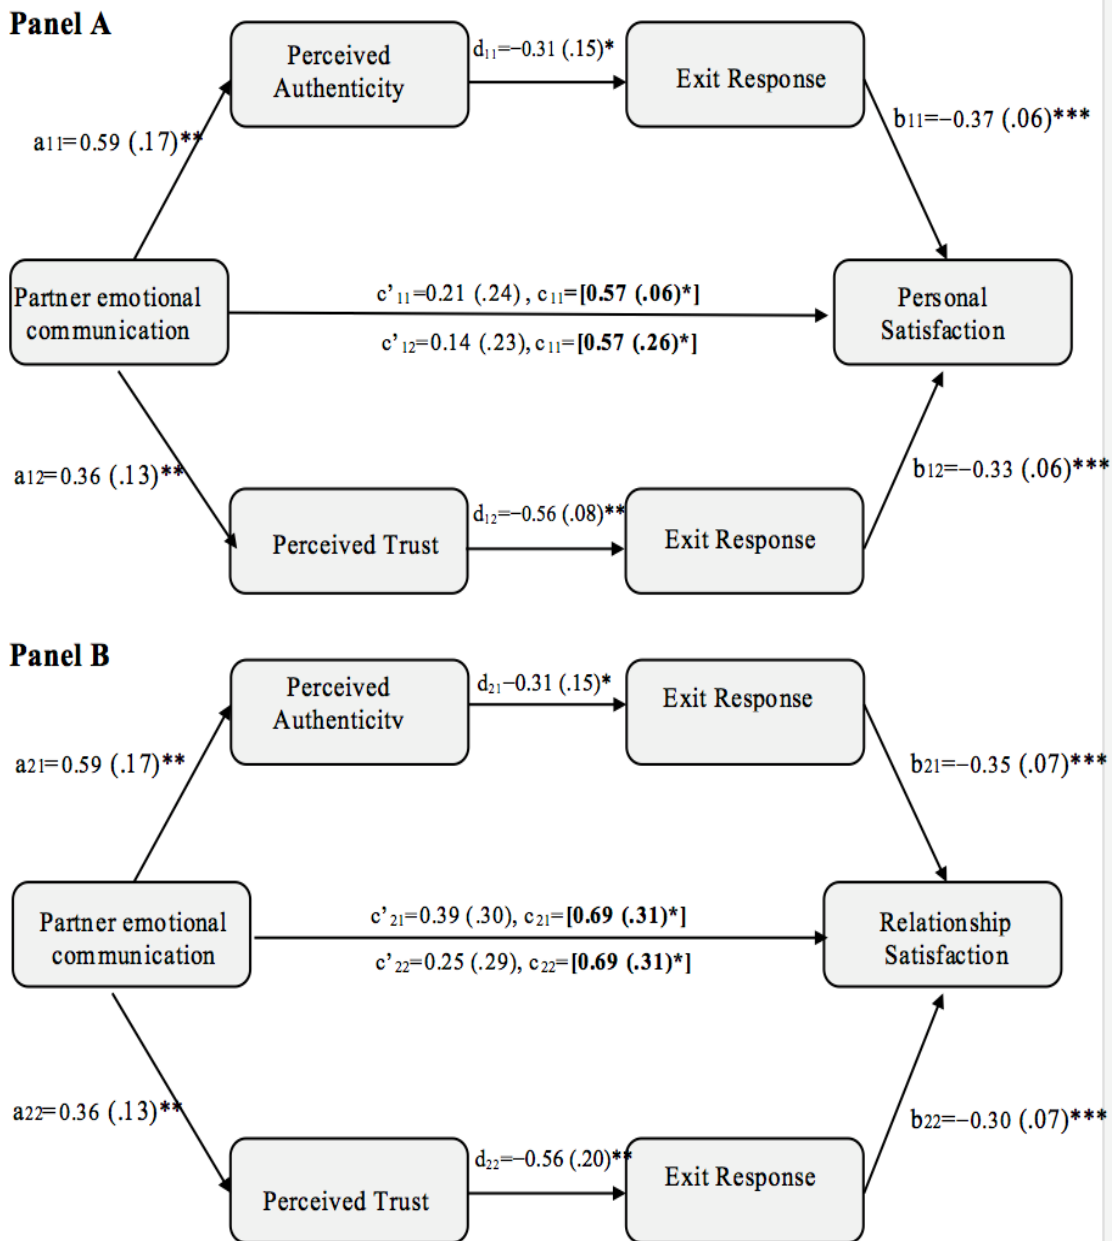 Panel A
Perceived
Authenticity
d₁₁=−0.31 (.15)*
Exit Response
a11=0.59 (.17)**
b11=−0.37 (.06)***
Partner emotional
communication
c’₁₁=0.21 (.24) , c₁₁=[0.57 (.06)*]
c’₁₂=0.14 (.23), c₁₁=[0.57 (.26)*]
Personal
Satisfaction
a12=0.36 (.13)**
b12=−0.33 (.06)***
Perceived Trust
d₁₂=−0.56 (.08)**
Exit Response
Panel B
Perceived
Authenticitv
d₂₁−0.31 (.15)*
Exit Response
a21=0.59 (.17)**
b21=−0.35 (.07)***
Partner emotional
communication
c’₂₁=0.39 (.30), c₂₁=[0.69 (.31)*]
c’₂₂=0.25 (.29), c₂₂=[0.69 (.31)*]
Relationship
Satisfaction
a22=0.36 (.13)**
b22=−0.30 (.07)***
Perceived Trust
d₂₂=−0.56 (.20)**
Exit Response